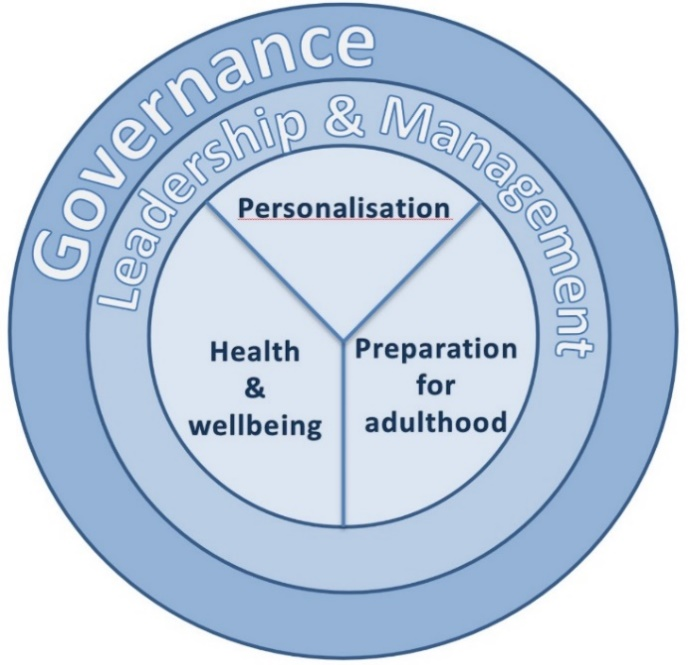 Governance
Leadership & Management
Personalisation
Health
&
wellbeing
Preparation
for
adulthood